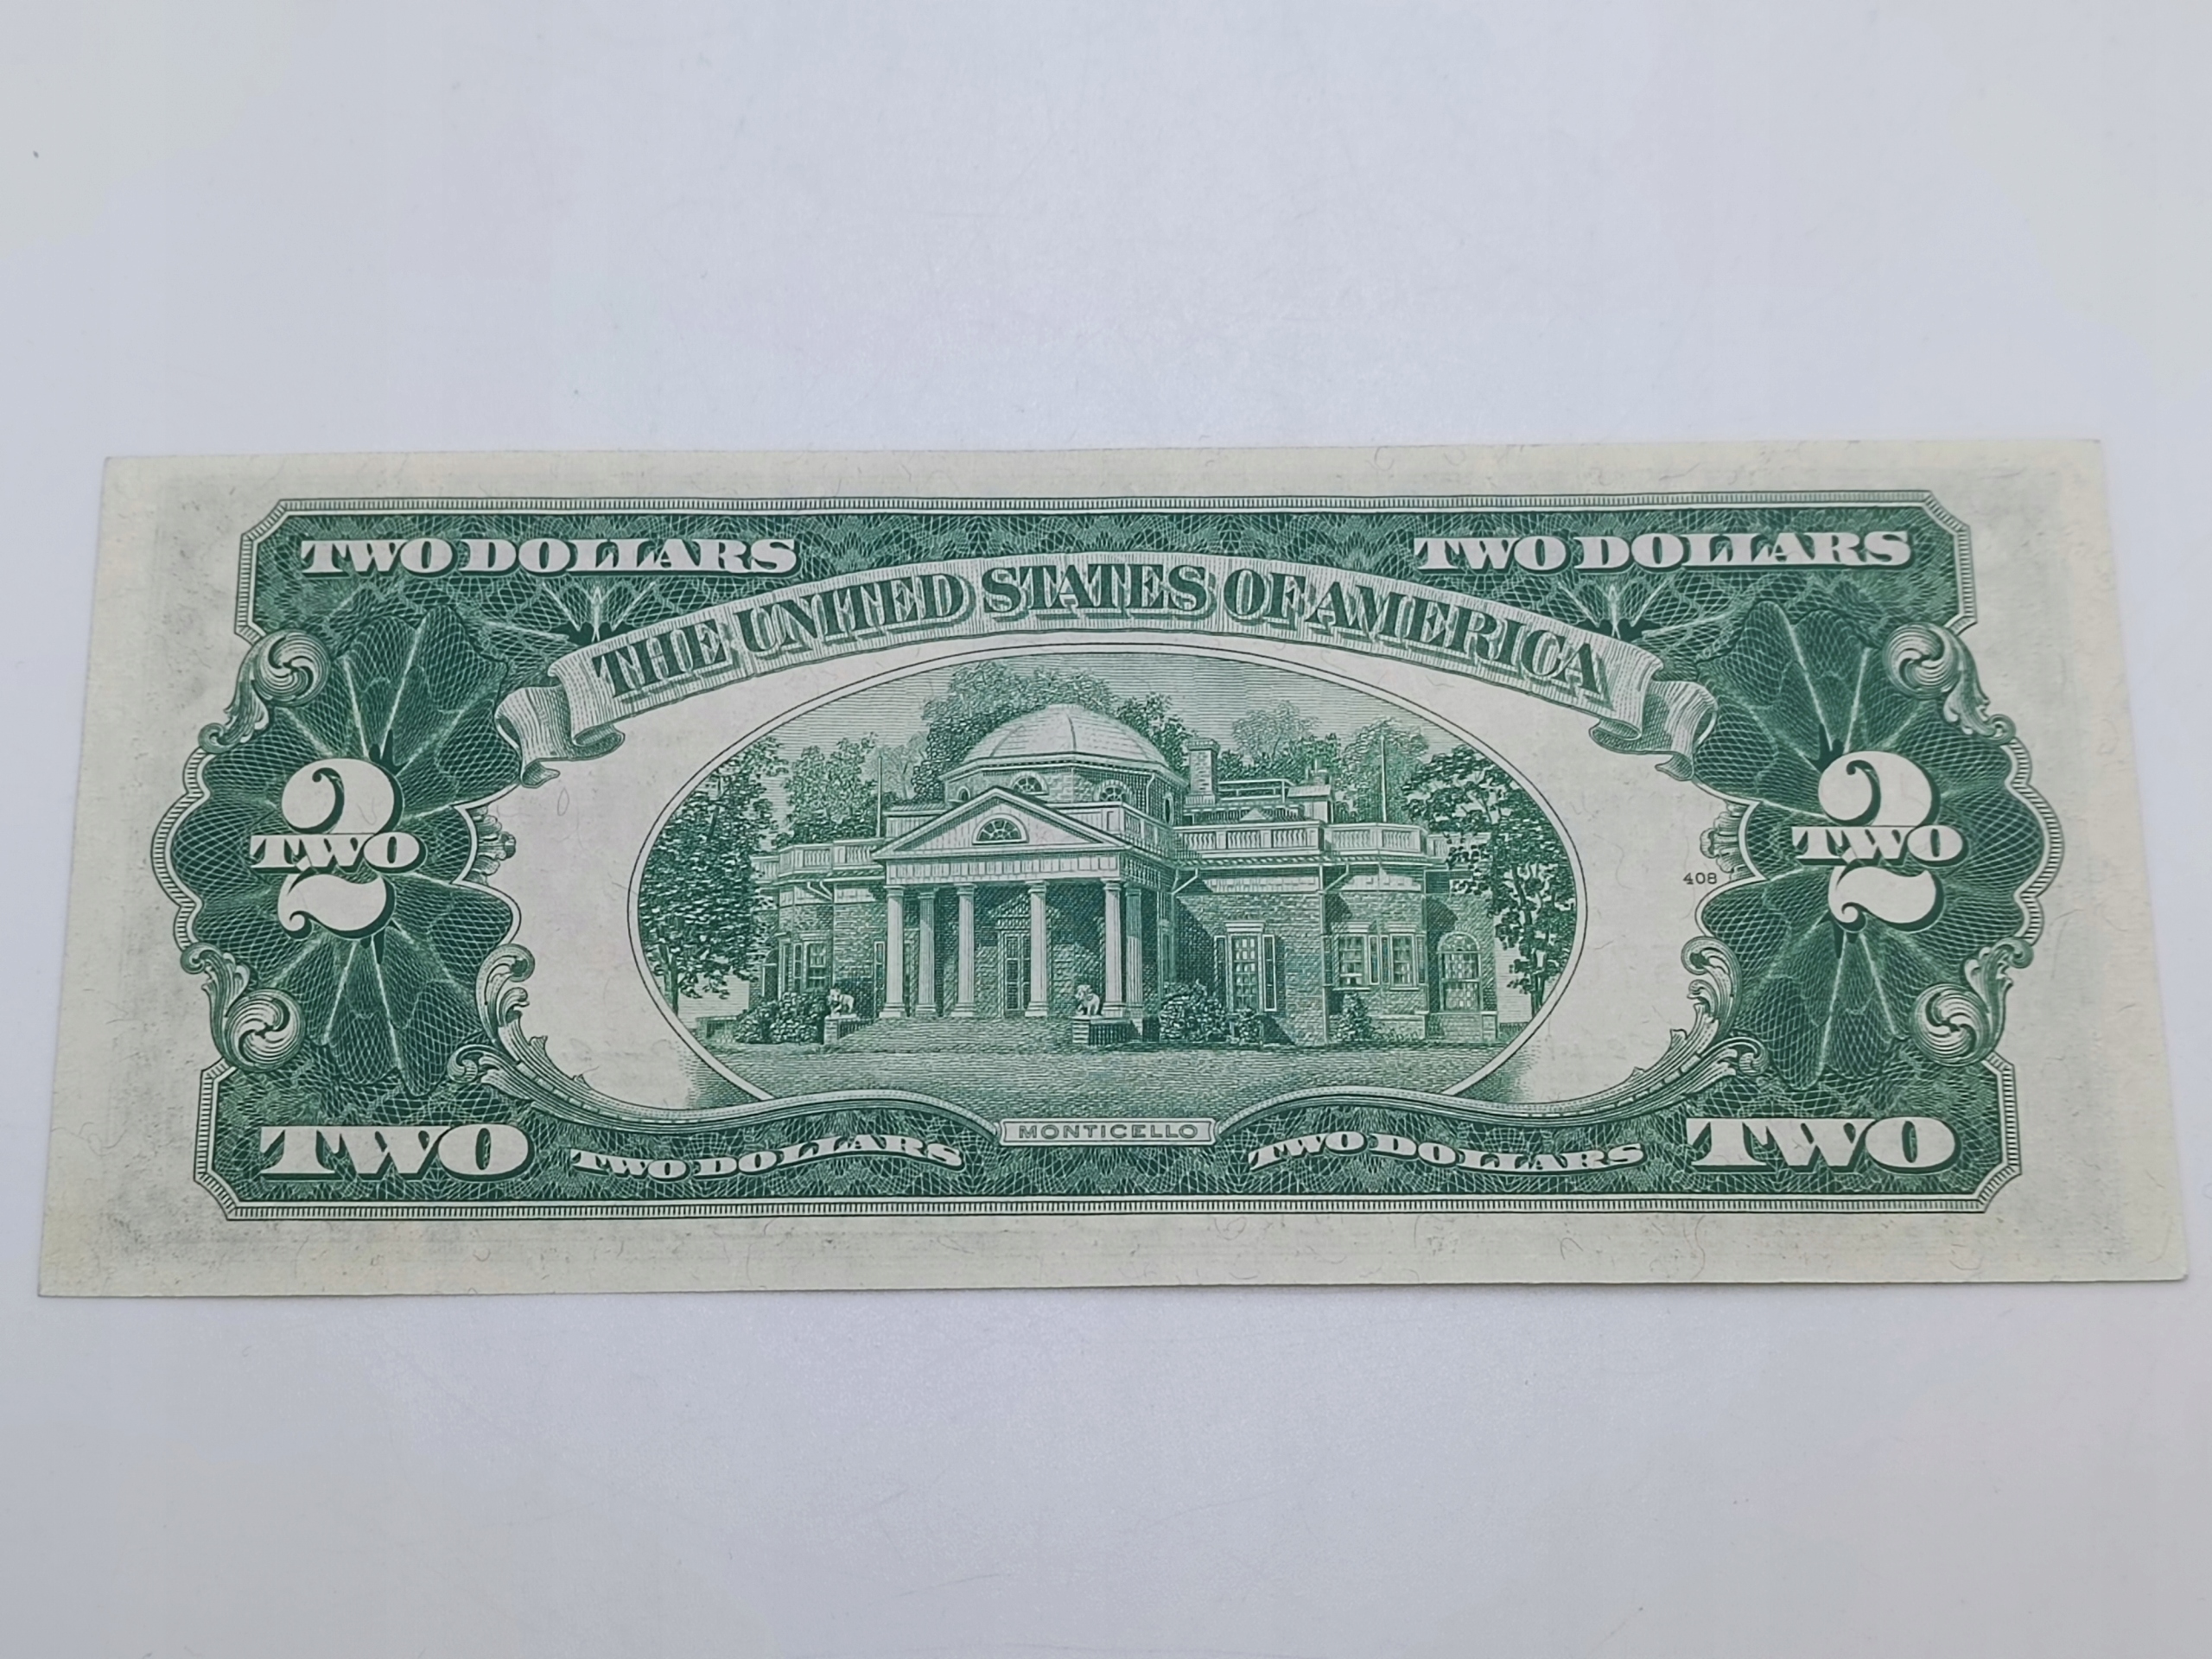 TWO DOLLARS
TWO DOLLARS
THE UNITED STATES OF AMERICA
2
TWO
2
TWO
408
TWO
TWO DOLLARS
MONTICELLO
TWO DOLLARS
TWO